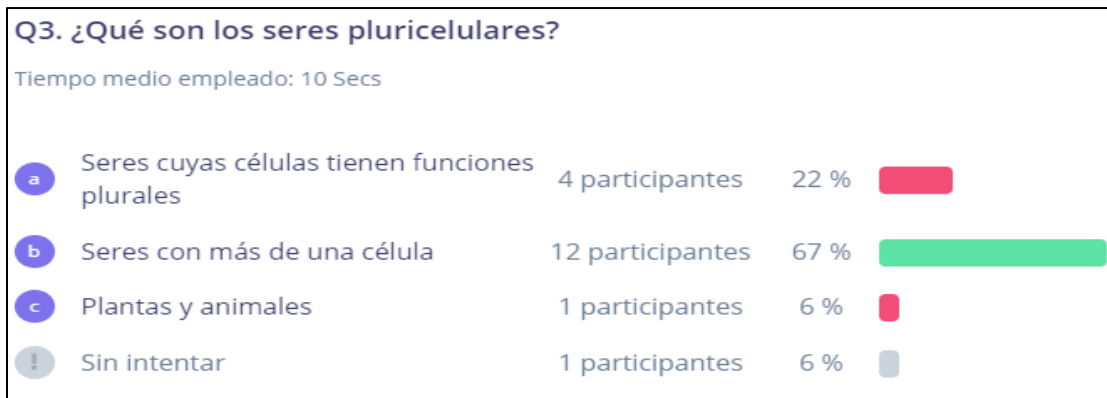 Q3. ¿Qué son los seres pluricelulares?
Tiempo medio empleado: 10 Secs
a Seres cuyas células tienen funciones plurales 4 participantes 22 %
b Seres con más de una célula 12 participantes 67 %
c Plantas y animales 1 participantes 6 %
! Sin intentar 1 participantes 6 %